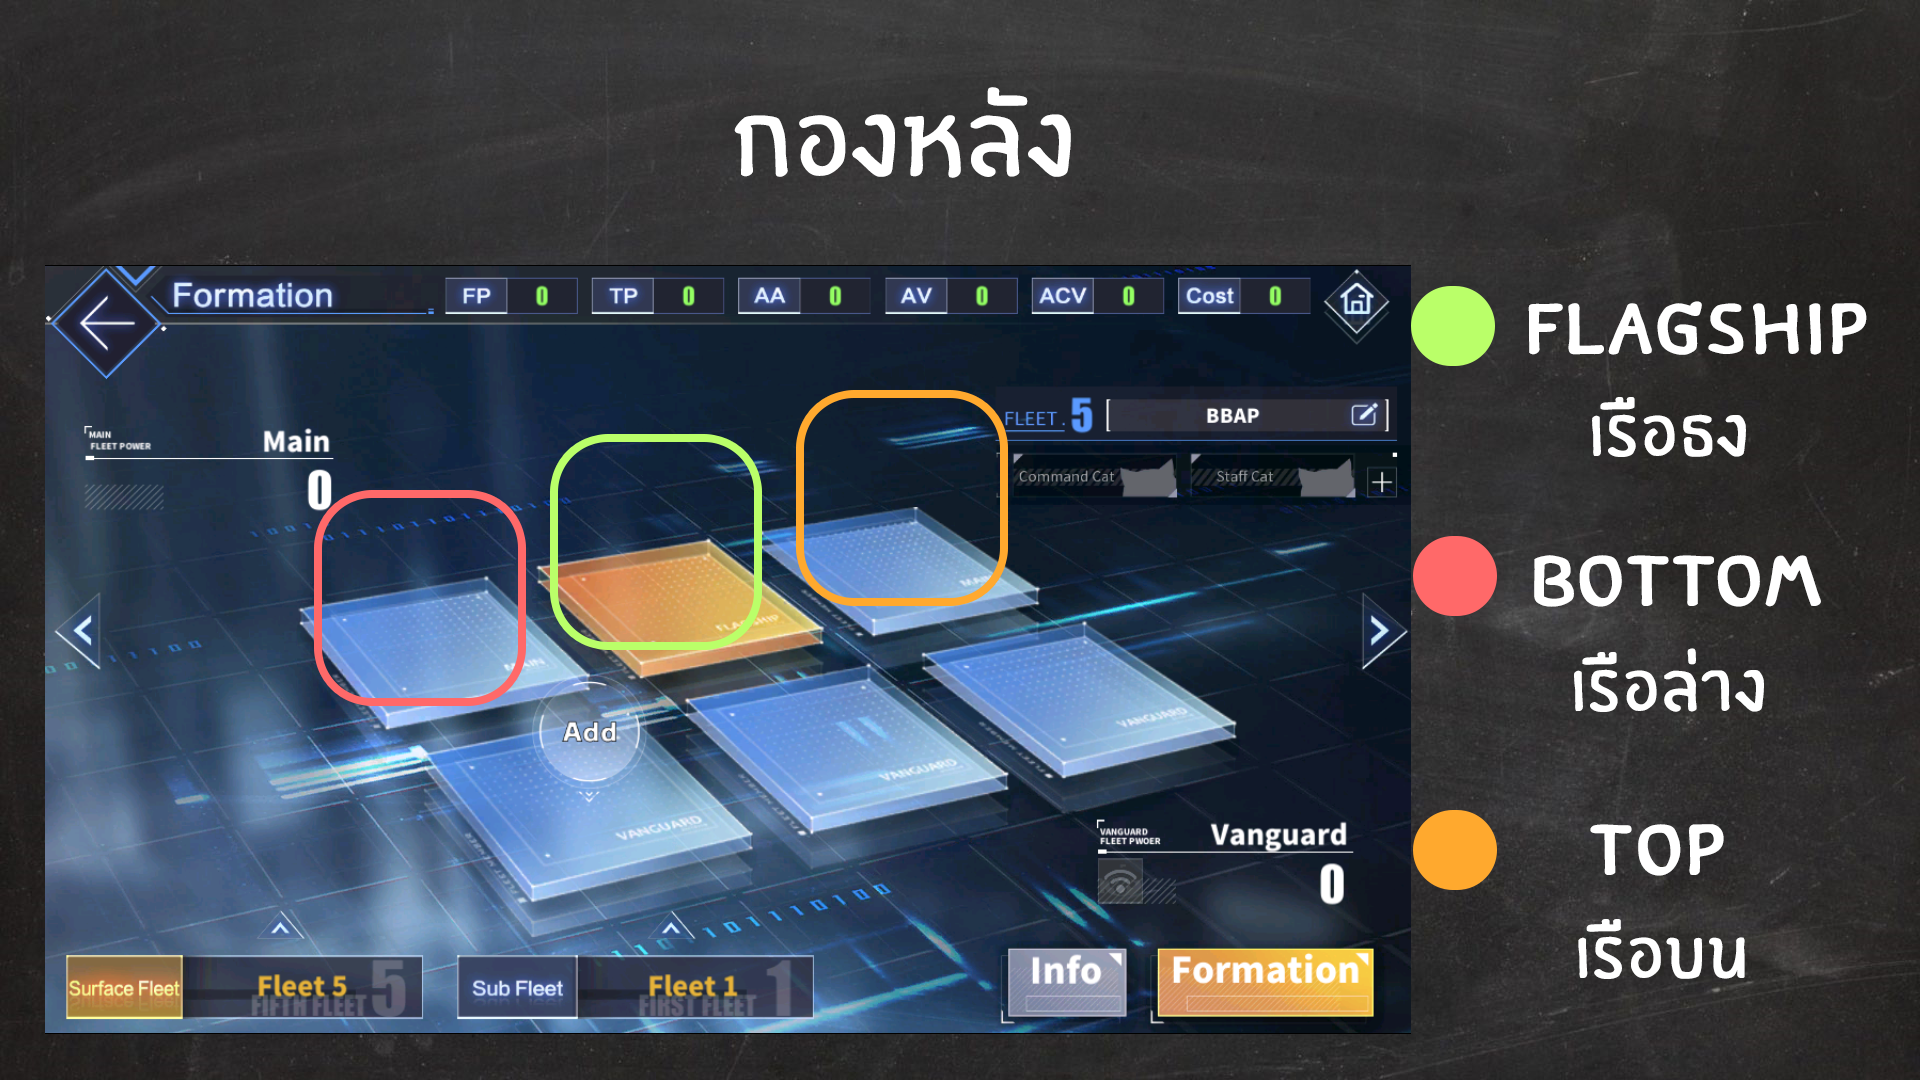 กองหลัง
Formation
FP 0
TP 0
AA 0
AV 0
ACV 0
Cost 0
FLAGSHIP
เรือธง
FLEET. 5 [ BBAP ]
Command Cat
Staff Cat
MAIN
FLEET POWER
Main
0
BOTTOM
เรือล่าง
MAIN
FLAGSHIP
MAIN
Add
VANGUARD
VANGUARD
VANGUARD
VANGUARD
FLEET PWOER
Vanguard
0
TOP
เรือบน
Surface Fleet
Fleet 5
FIFTH FLEET 5
Sub Fleet
Fleet 1
FIRST FLEET 1
Info
Formation